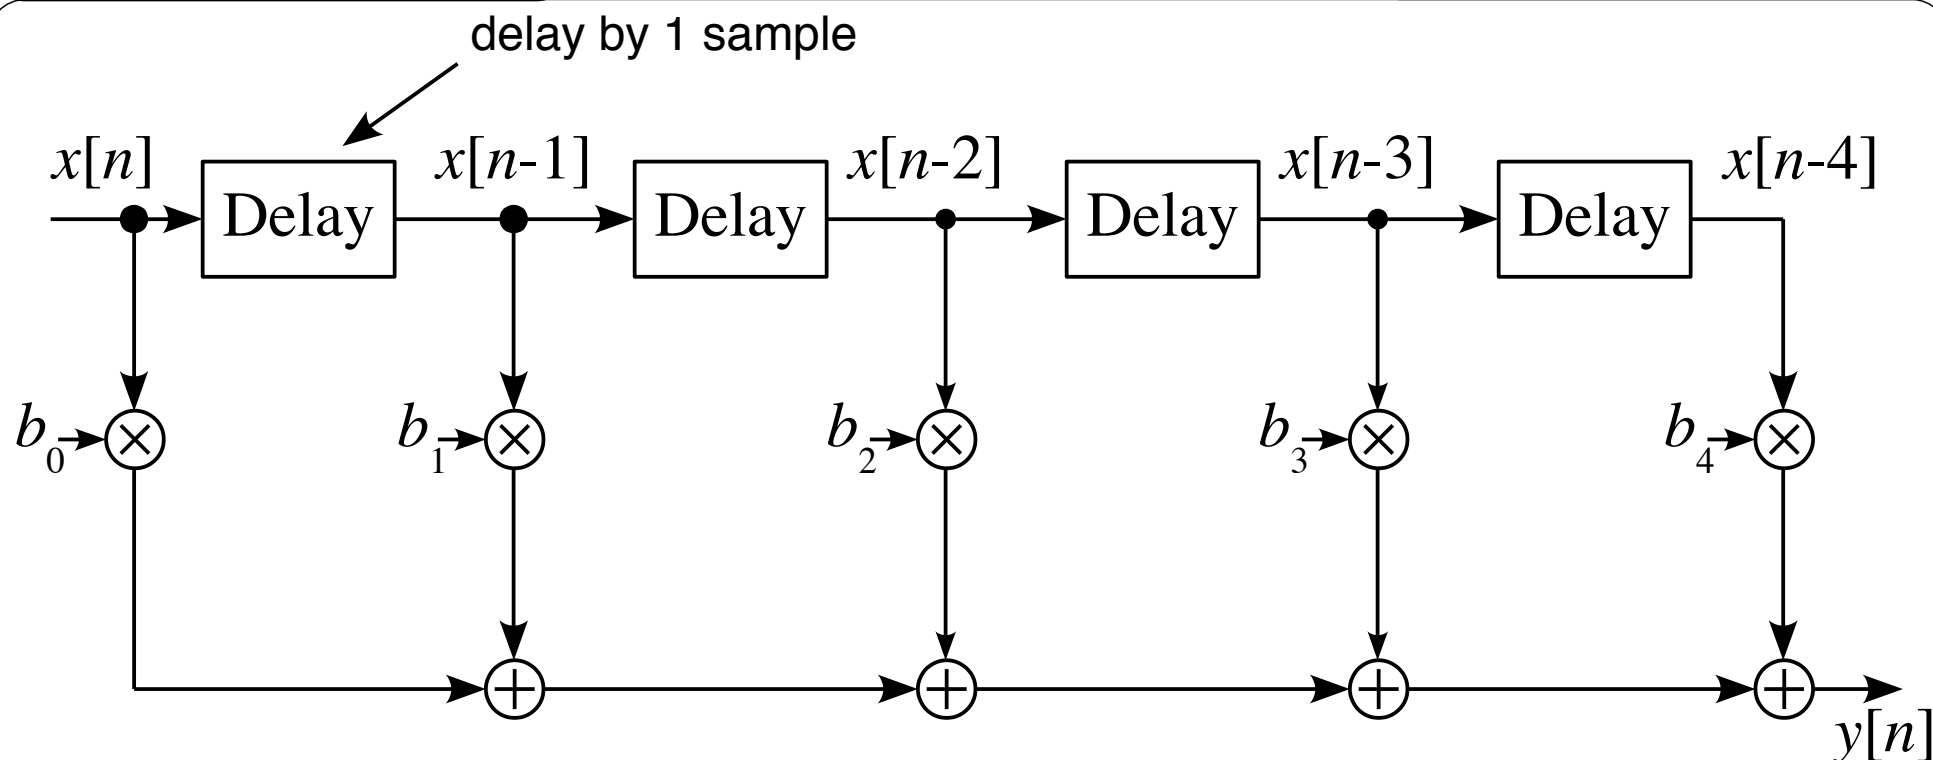 delay by 1 sample
x[n] Delay x[n-1] Delay x[n-2] Delay x[n-3] Delay x[n-4]
b0 b1 b2 b3 b4
y[n]